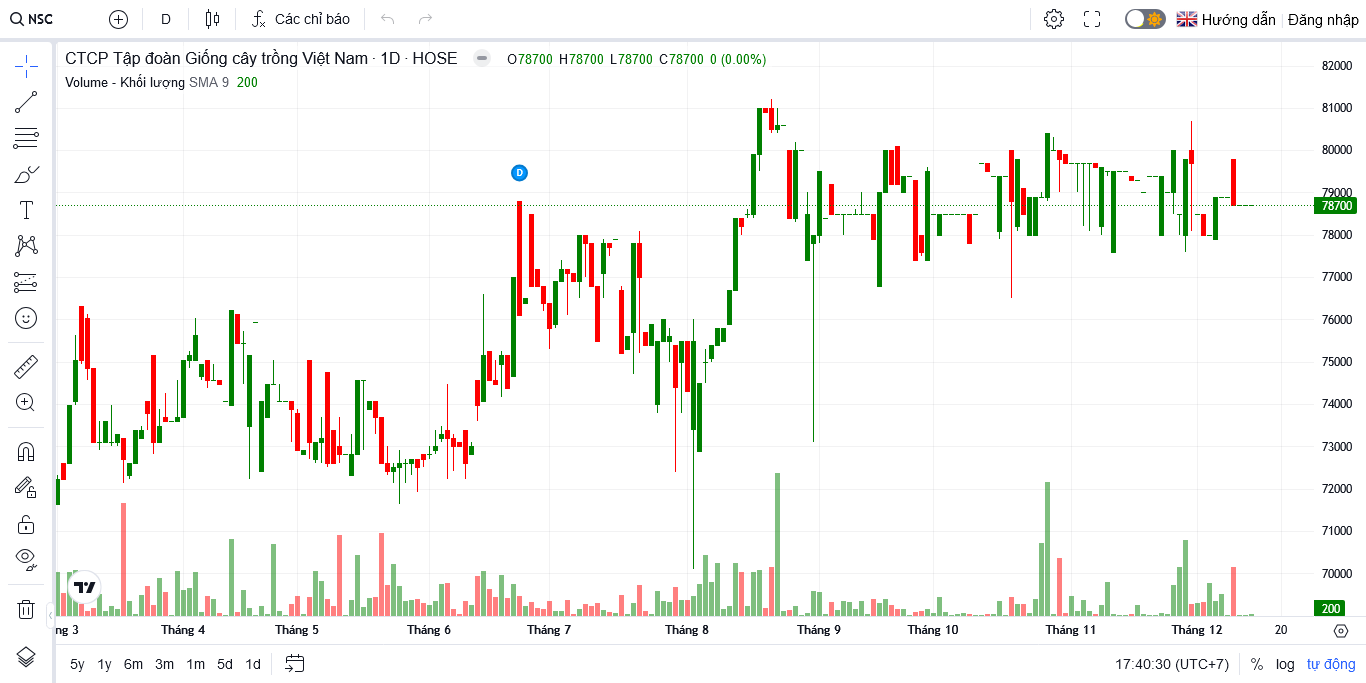 NSC D Các chỉ báo Hướng dẫn Đăng nhập
CTCP Tập đoàn Giống cây trồng Việt Nam · 1D · HOSE O78700 H78700 L78700 C78700 0 (0.00%)
Volume - Khối lượng SMA 9 200
D
82000
81000
80000
79000
78700
78000
77000
76000
75000
74000
73000
72000
71000
70000
200
ng 3 Tháng 4 Tháng 5 Tháng 6 Tháng 7 Tháng 8 Tháng 9 Tháng 10 Tháng 11 Tháng 12 20
5y 1y 6m 3m 1m 5d 1d 17:40:30 (UTC+7) % log tự động